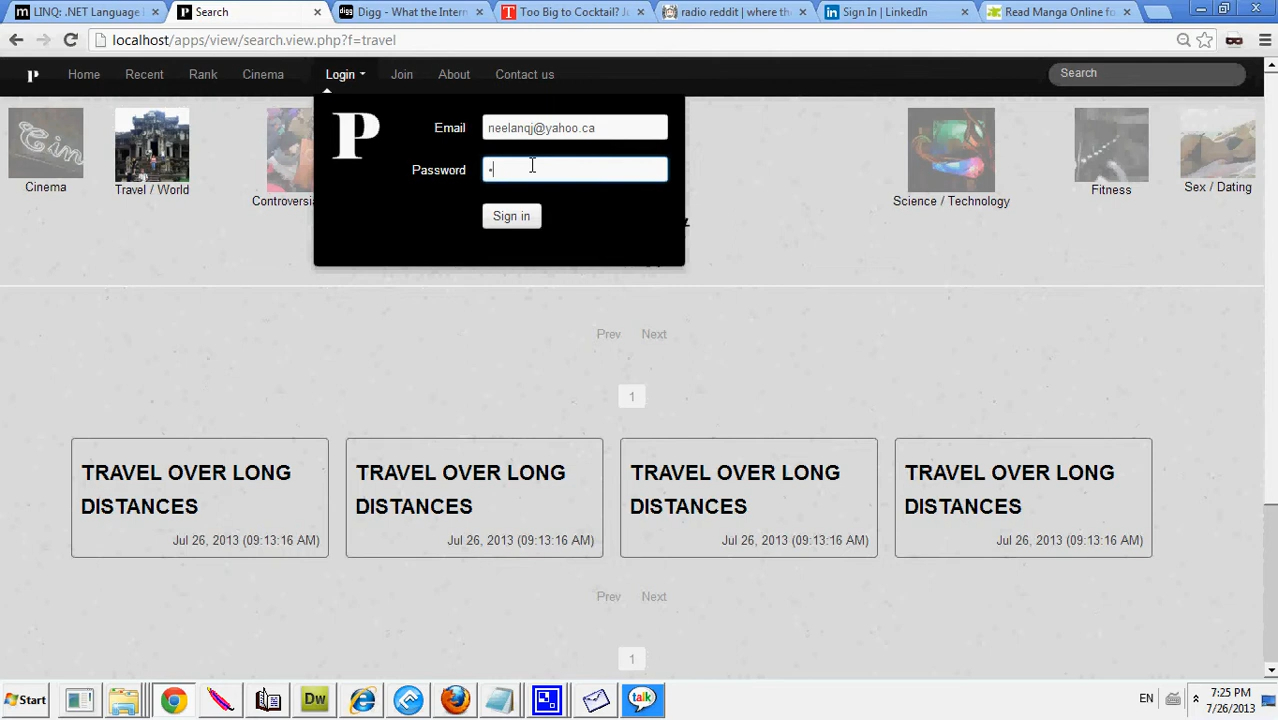 LINQ: .NET Language
Search
Digg - What the Intern
Too Big to Cocktail? J
radio reddit | where th
Sign In | LinkedIn
Read Manga Online fo
localhost/apps/view/search.view.php?f=travel
P Home Recent Rank Cinema Login Join About Contact us Search
P
Email neelanqj@yahoo.ca
Password
Sign in
Cinema
Travel / World
Controversi
Science / Technology
Fitness
Sex / Dating
Prev Next
1
TRAVEL OVER LONG
DISTANCES
Jul 26, 2013 (09:13:16 AM)
TRAVEL OVER LONG
DISTANCES
Jul 26, 2013 (09:13:16 AM)
TRAVEL OVER LONG
DISTANCES
Jul 26, 2013 (09:13:16 AM)
TRAVEL OVER LONG
DISTANCES
Jul 26, 2013 (09:13:16 AM)
Prev Next
1
Start
Dw
talk
EN
7:25 PM
7/26/2013